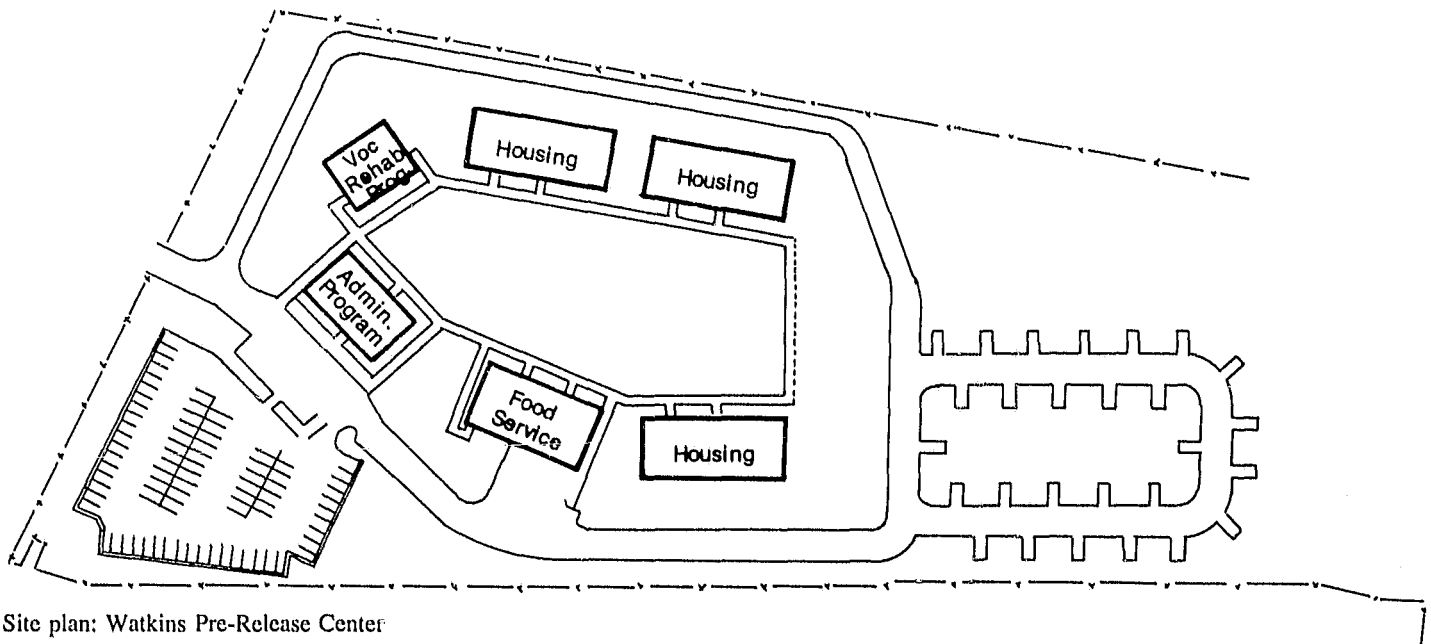 Voc
Rehab
Prog.
Housing
Housing
Admin.
Program
Food
Service
Housing
Site plan: Watkins Pre-Release Center